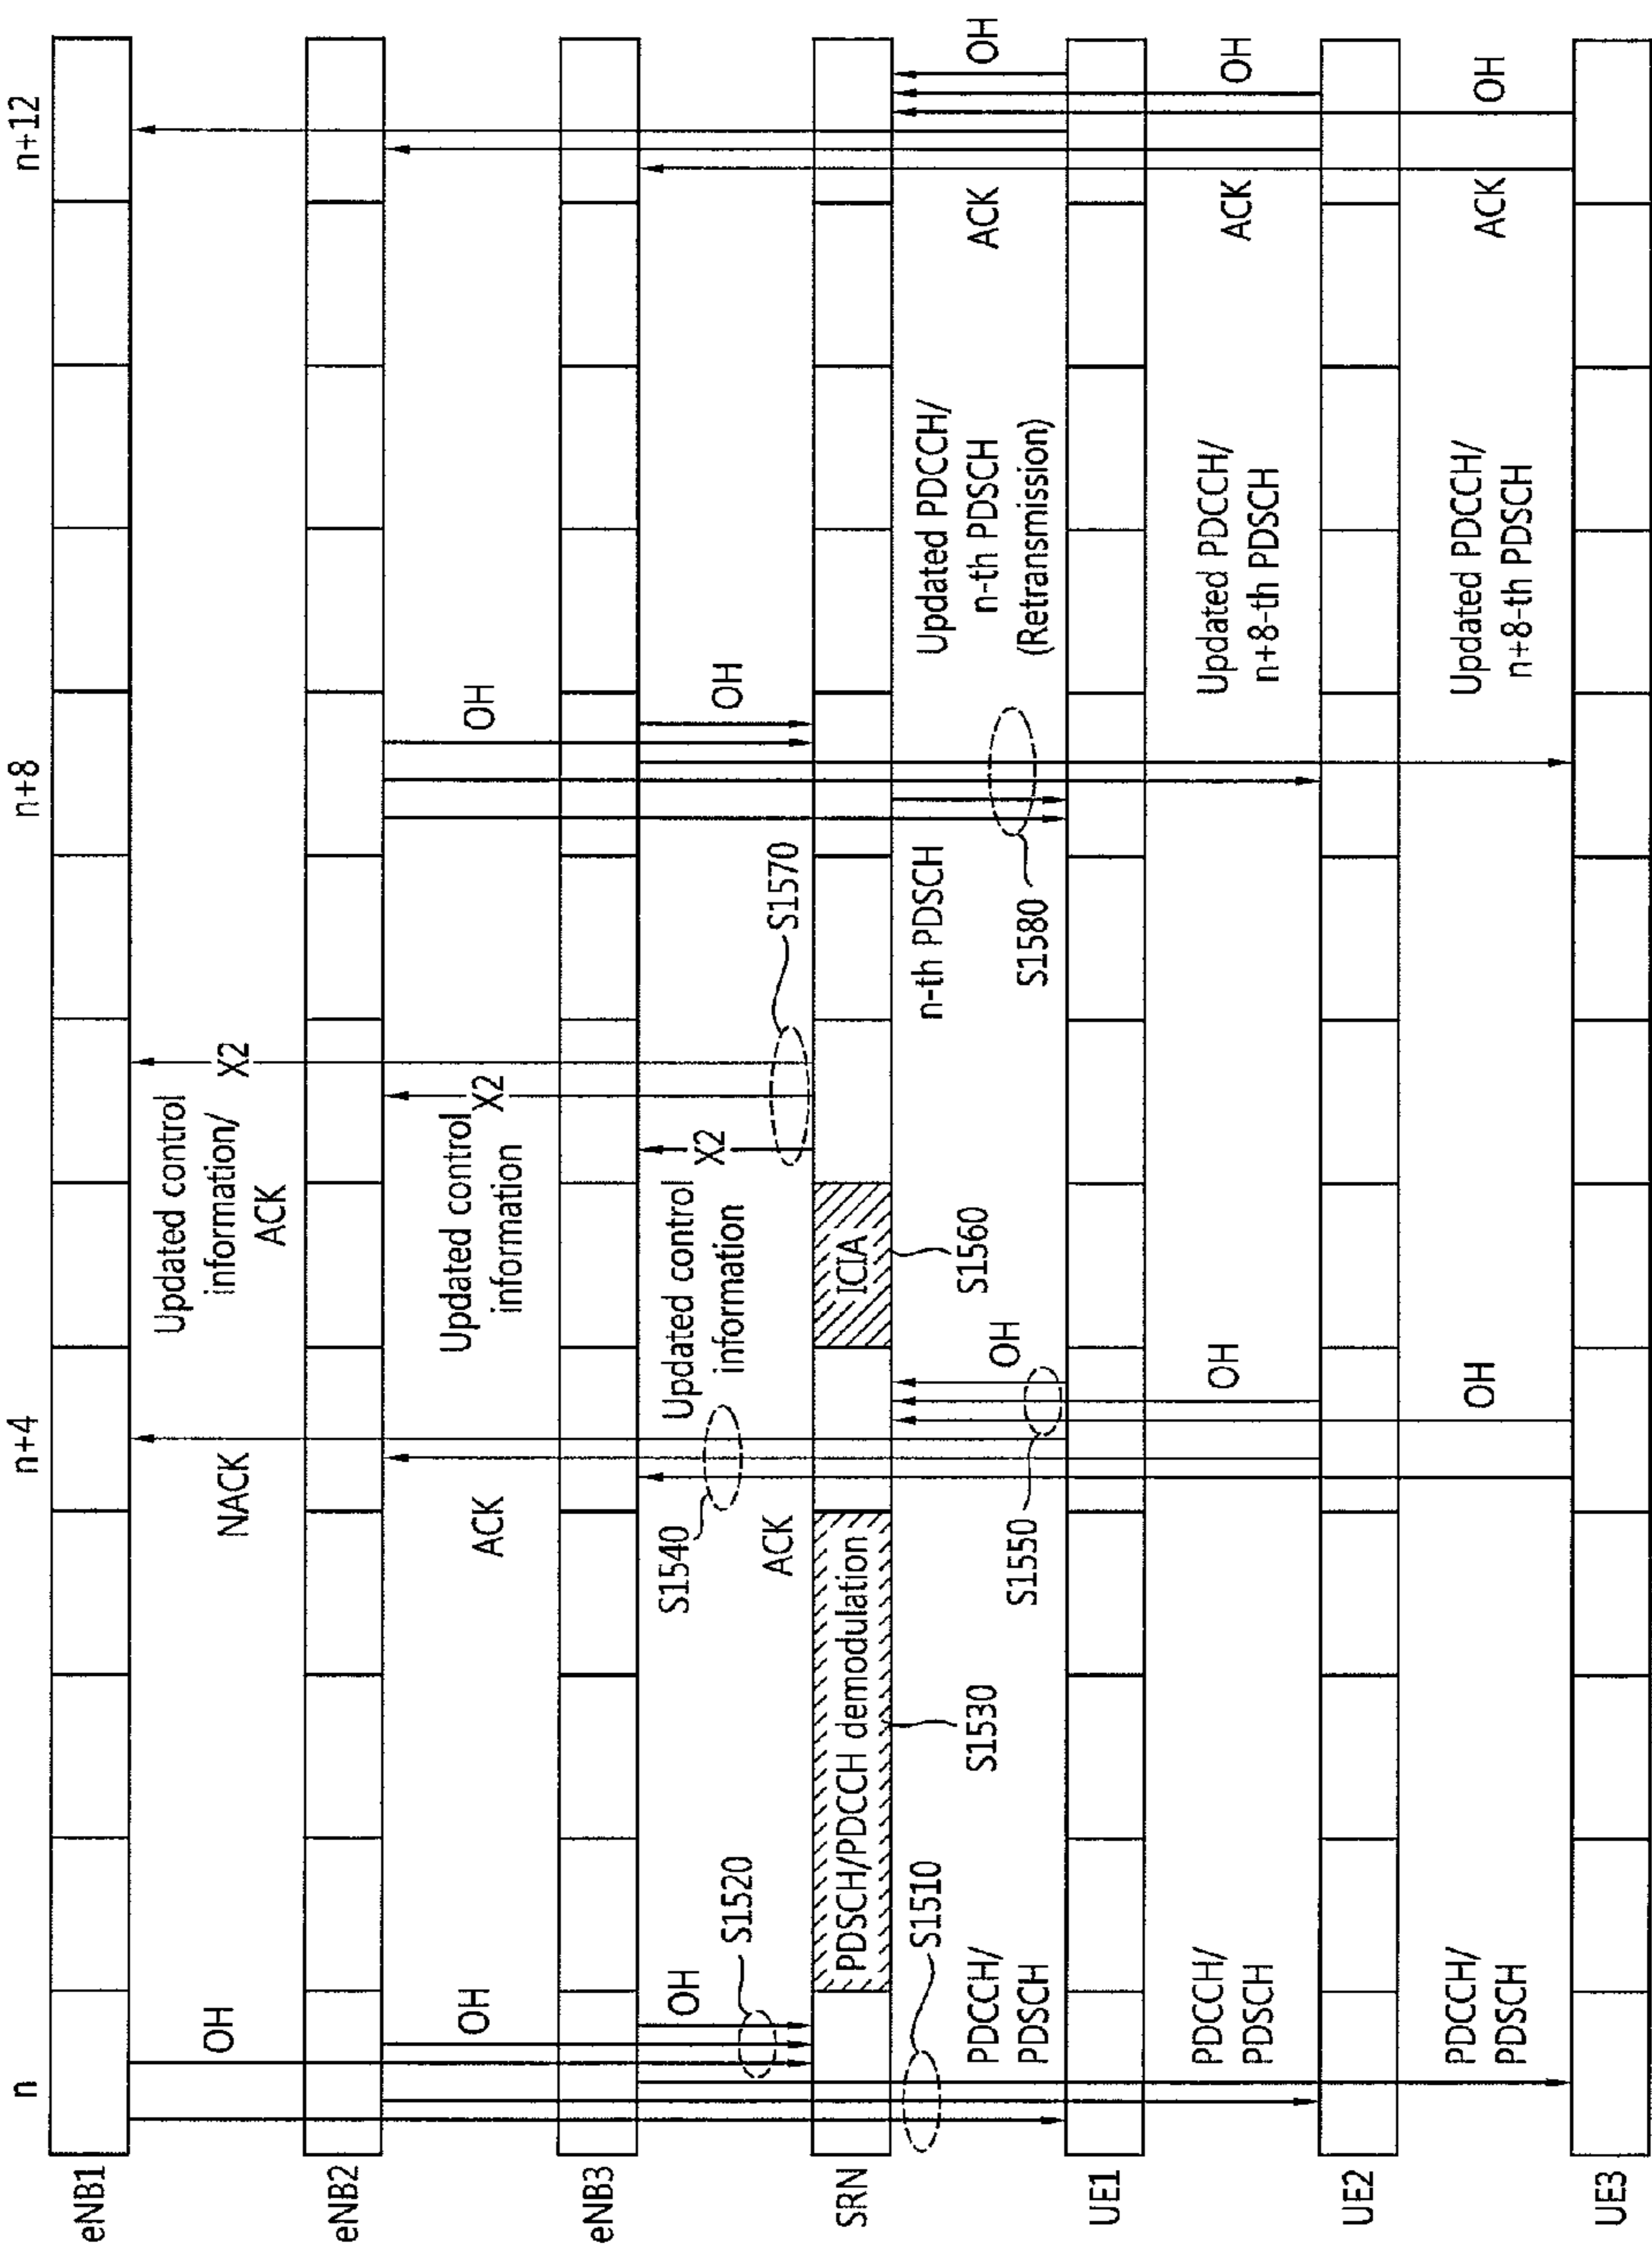 n
n+4
n+8
n+12
eNB1
OH
NACK
Updated control
information/
ACK
X2
eNB2
OH
ACK
Updated control
information
X2
OH
eNB3
OH
S1520
S1540
ACK
Updated control
information
X2
S1570
OH
SRN
PDSCH/PDCCH demodulation
ICIA
S1510
PDCCH/
PDSCH
S1530
S1550
OH
S1560
n-th PDSCH
S1580
Updated PDCCH/
n-th PDSCH
(Retransmission)
ACK
OH
UE1
PDCCH/
PDSCH
OH
Updated PDCCH/
n+8-th PDSCH
ACK
OH
UE2
PDCCH/
PDSCH
OH
Updated PDCCH/
n+8-th PDSCH
ACK
OH
UE3